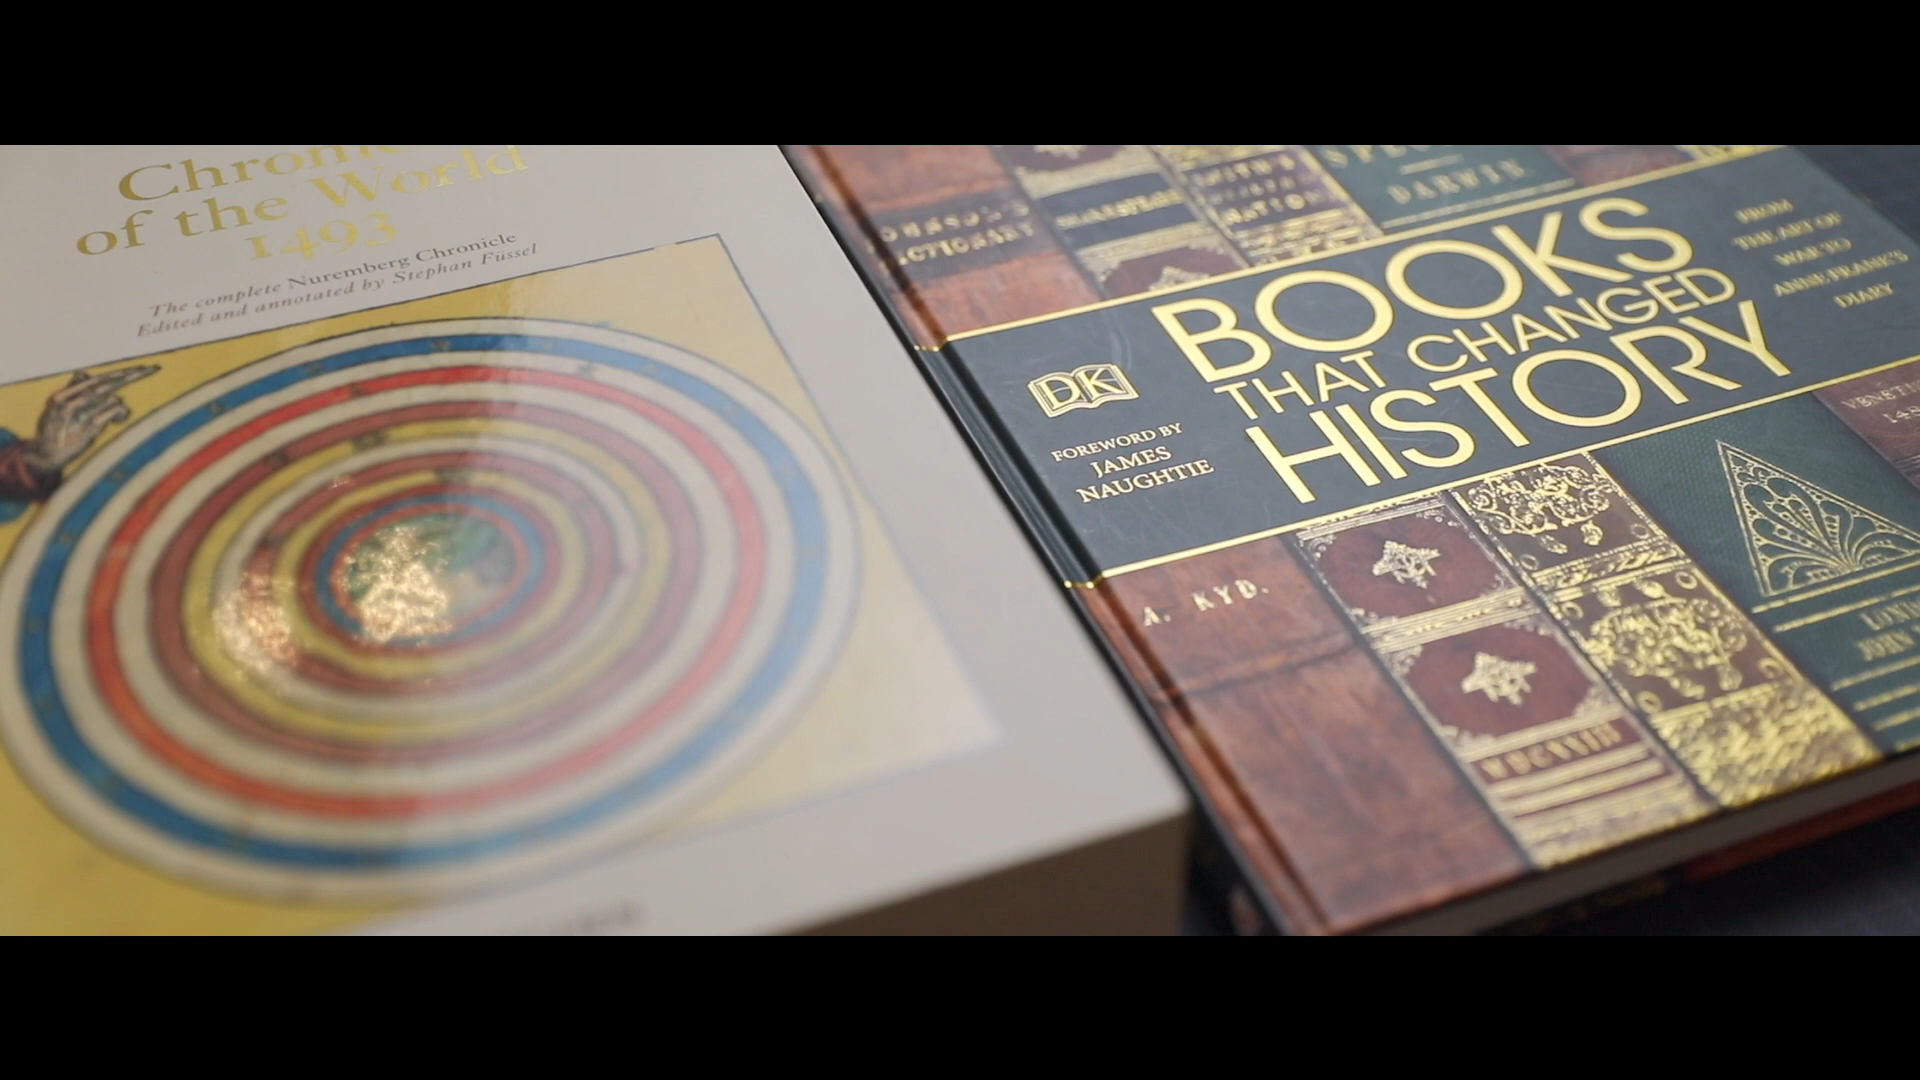 Chronicle
of the World
1493
The complete Nuremberg Chronicle
Edited and annotated by Stephan Füssel
DARWIN
BOOKS
THAT CHANGED
HISTORY
FROM
THE ART OF
WAR TO
ANNE FRANK'S
DIARY
DK
FOREWORD BY
JAMES
NAUGHTIE
A. KYD.